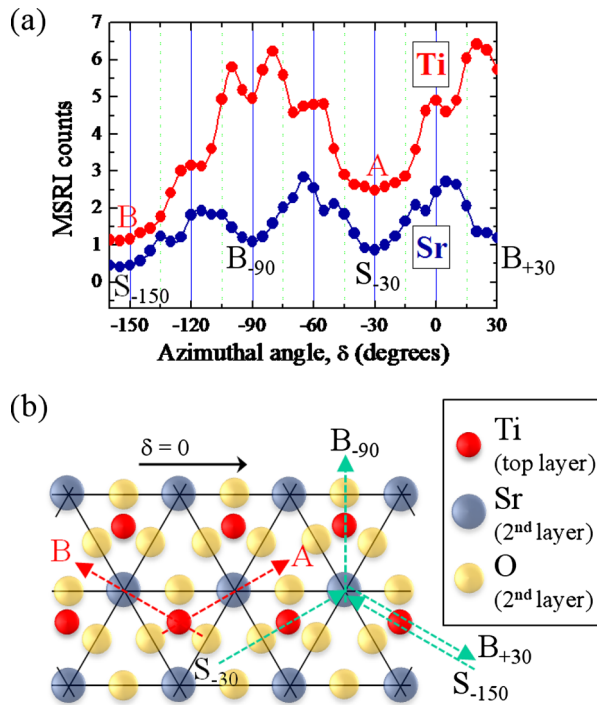 (a)
7
6
5
4
3
2
1
0
MSRI counts
Ti
A
B
Sr
B-90
S-150
S-30
B+30
-150 -120 -90 -60 -30 0 30
Azimuthal angle, δ (degrees)
(b)
δ = 0
B-90
B
A
S-30
B+30
S-150
Ti
(top layer)
Sr
(2nd layer)
O
(2nd layer)